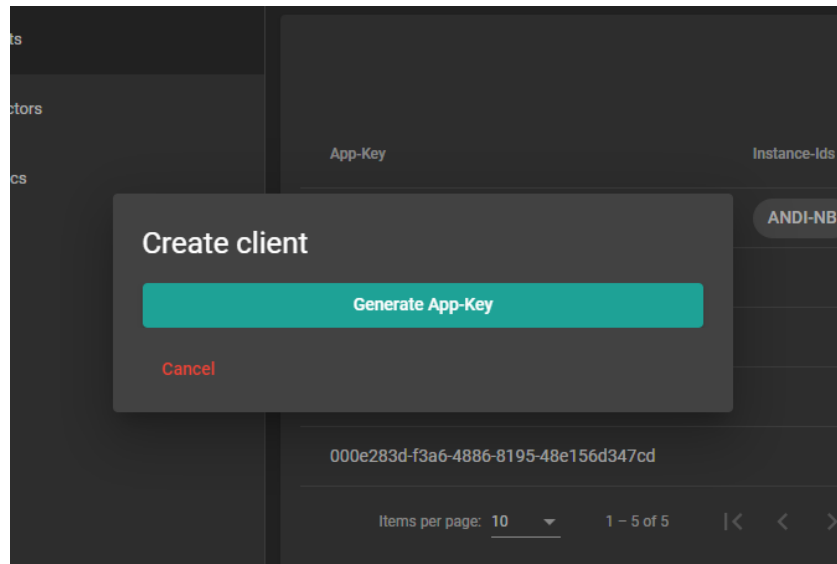 ts
ctors
cs
App-Key Instance-Ids
ANDI-NB
Create client
Generate App-Key
Cancel
000e283d-f3a6-4886-8195-48e156d347cd
Items per page: 10 1 – 5 of 5